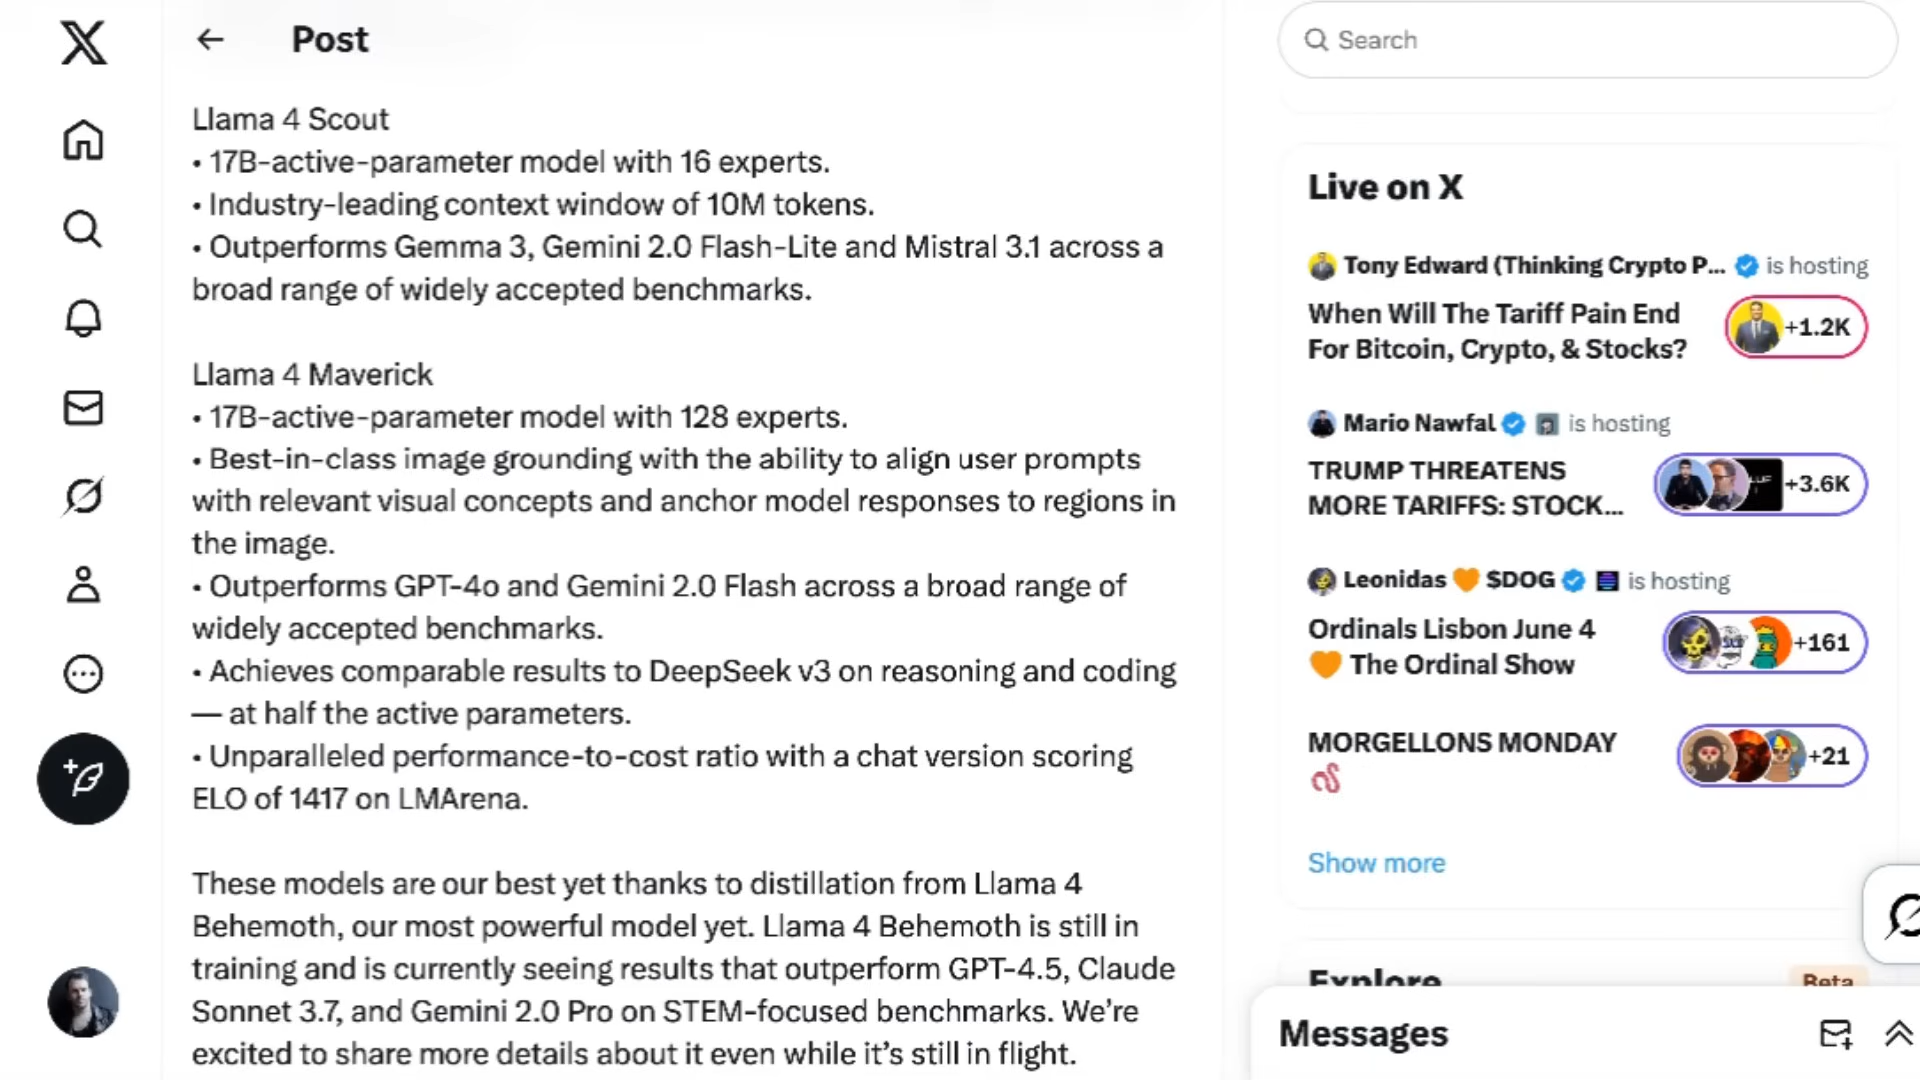 Post
Llama 4 Scout
• 17B-active-parameter model with 16 experts.
• Industry-leading context window of 10M tokens.
• Outperforms Gemma 3, Gemini 2.0 Flash-Lite and Mistral 3.1 across a
broad range of widely accepted benchmarks.
Llama 4 Maverick
• 17B-active-parameter model with 128 experts.
• Best-in-class image grounding with the ability to align user prompts
with relevant visual concepts and anchor model responses to regions in
the image.
• Outperforms GPT-4o and Gemini 2.0 Flash across a broad range of
widely accepted benchmarks.
• Achieves comparable results to DeepSeek v3 on reasoning and coding
— at half the active parameters.
• Unparalleled performance-to-cost ratio with a chat version scoring
ELO of 1417 on LMArena.
These models are our best yet thanks to distillation from Llama 4
Behemoth, our most powerful model yet. Llama 4 Behemoth is still in
training and is currently seeing results that outperform GPT-4.5, Claude
Sonnet 3.7, and Gemini 2.0 Pro on STEM-focused benchmarks. We're
excited to share more details about it even while it's still in flight.
Search
Live on X
Tony Edward (Thinking Crypto P... is hosting
When Will The Tariff Pain End
For Bitcoin, Crypto, & Stocks?
+1.2K
Mario Nawfal is hosting
TRUMP THREATENS
MORE TARIFFS: STOCK...
+3.6K
Leonidas 🧡 $DOG is hosting
Ordinals Lisbon June 4
🧡 The Ordinal Show
+161
MORGELLONS MONDAY
+21
Show more
Explore
Beta
Messages